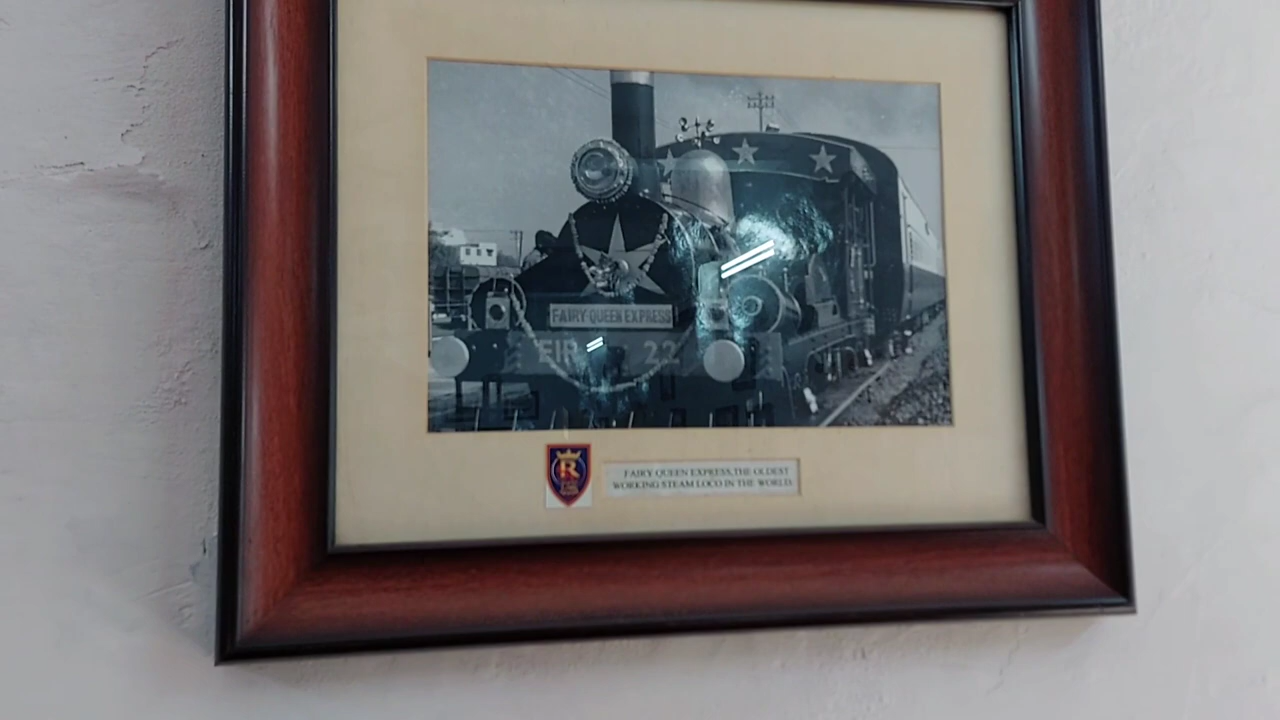 FAIRY QUEEN EXPRESS
EIR 22
R
FAIRY QUEEN EXPRESS,THE OLDEST
WORKING STEAM LOCO IN THE WORLD.